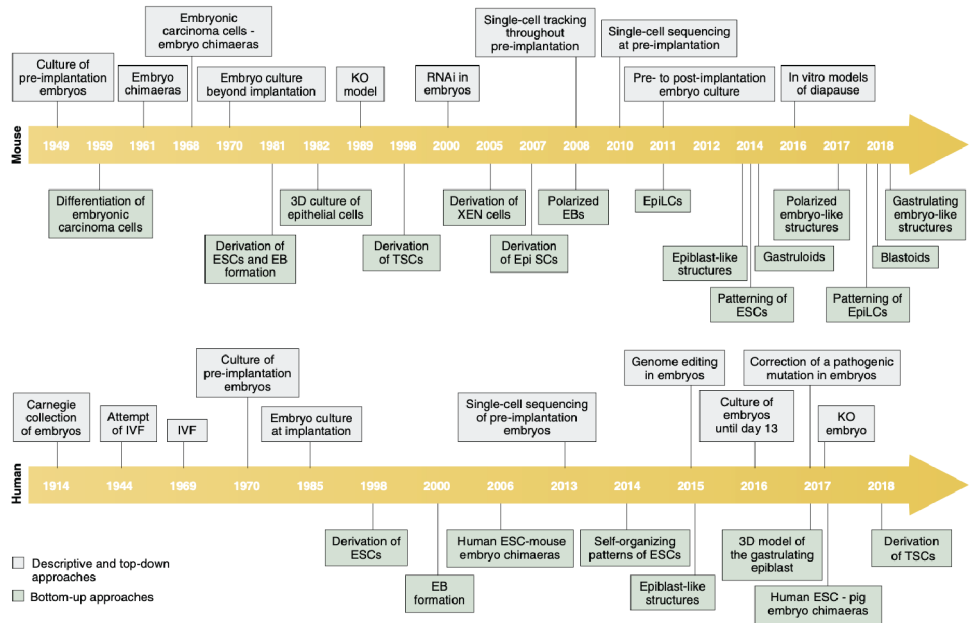 Embryonic
carcinoma cells -
embryo chimaeras
Single-cell tracking
throughout
pre-implantation
Single-cell sequencing
at pre-implantation
Culture of
pre-implantation
embryos
Embryo
chimaeras
Embryo culture
beyond implantation
KO
model
RNAi in
embryos
Pre- to post-implantation
embryo culture
In vitro models
of diapause
Mouse
1949 1959 1961 1968 1970 1981 1982 1989 1998 2000 2005 2007 2008 2010 2011 2012 2014 2016 2017 2018
Differentiation of
embryonic
carcinoma cells
Derivation of
ESCs and EB
formation
3D culture of
epithelial cells
Derivation
of TSCs
Derivation of
XEN cells
Derivation
of Epi SCs
Polarized
EBs
EpiLCs
Epiblast-like
structures
Patterning of
ESCs
Gastruloids
Polarized
embryo-like
structures
Patterning of
EpiLCs
Blastoids
Gastrulating
embryo-like
structures
Carnegie
collection
of embryos
Attempt
of IVF
IVF
Culture of
pre-implantation
embryos
Embryo culture
at implantation
Single-cell sequencing
of pre-implantation
embryos
Genome editing
in embryos
Culture of
embryos
until day 13
Correction of a pathogenic
mutation in embryos
KO
embryo
Human
1914 1944 1969 1970 1985 1998 2000 2006 2013 2014 2015 2016 2017 2018
Derivation of
ESCs
EB
formation
Human ESC-mouse
embryo chimaeras
Self-organizing
patterns of ESCs
Epiblast-like
structures
3D model of
the gastrulating
epiblast
Human ESC - pig
embryo chimaeras
Derivation
of TSCs
Descriptive and top-down
approaches
Bottom-up approaches